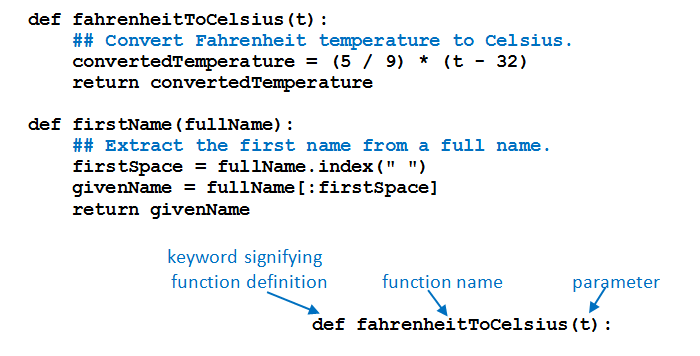 def fahrenheitToCelsius(t):
    ## Convert Fahrenheit temperature to Celsius.
    convertedTemperature = (5 / 9) * (t - 32)
    return convertedTemperature
def firstName(fullName):
    ## Extract the first name from a full name.
    firstSpace = fullName.index(" ")
    givenName = fullName[:firstSpace]
    return givenName
keyword signifying
function definition function name parameter
def fahrenheitToCelsius(t):